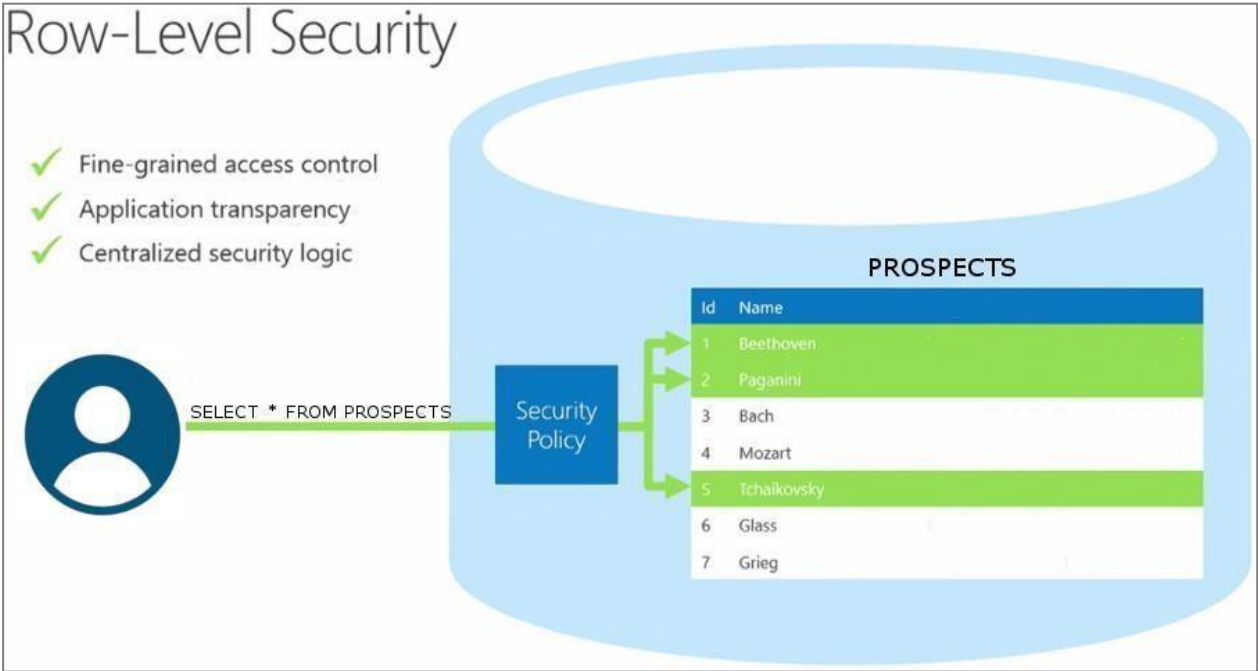 Row-Level Security
Fine-grained access control
Application transparency
Centralized security logic
SELECT * FROM PROSPECTS
Security
Policy
PROSPECTS
Id Name
1 Beethoven
2 Paganini
3 Bach
4 Mozart
5 Tchaikovsky
6 Glass
7 Grieg